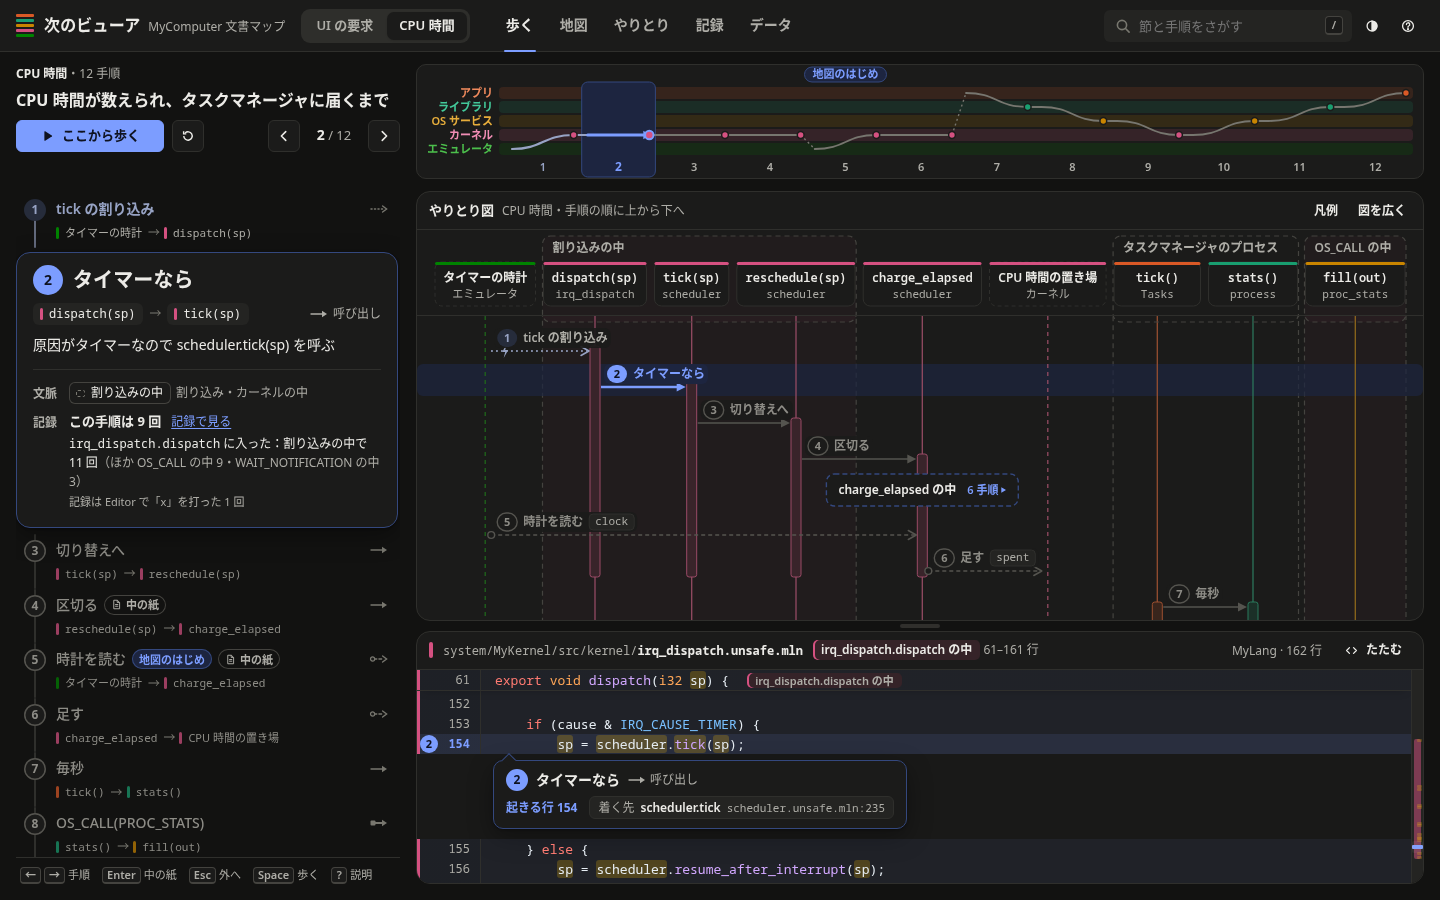 次のビューア MyComputer 文書マップ UI の要求 CPU 時間 歩く 地図 やりとり 記録 データ 節と手順をさがす /
CPU 時間・12 手順
CPU 時間が数えられ、タスクマネージャに届くまで
ここから歩く 2 / 12
1 tick の割り込み
タイマーの時計 → dispatch(sp)
2 タイマーなら
dispatch(sp) → tick(sp) → 呼び出し
原因がタイマーなので scheduler.tick(sp) を呼ぶ
文脈 割り込みの中 割り込み・カーネルの中
記録 この手順は 9 回 記録で見る
irq_dispatch.dispatch に入った：割り込みの中で
11 回（ほか OS_CALL の中 9・WAIT_NOTIFICATION の中
3）
記録は Editor で「x」を打った 1 回
3 切り替えへ
tick(sp) → reschedule(sp)
4 区切る 中の紙
reschedule(sp) → charge_elapsed
5 時計を読む 地図のはじめ 中の紙
タイマーの時計 → charge_elapsed
6 足す
charge_elapsed → CPU 時間の置き場
7 毎秒
tick() → stats()
8 OS_CALL(PROC_STATS)
stats() → fill(out)
← → 手順 Enter 中の紙 Esc 外へ Space 歩く ? 説明
地図のはじめ
アプリ
ライブラリ
OS サービス
カーネル
エミュレータ
1 2 3 4 5 6 7 8 9 10 11 12
やりとり図 CPU 時間・手順の順に上から下へ 凡例 図を広く
割り込みの中 タスクマネージャのプロセス OS_CALL の中
タイマーの時計 dispatch(sp) tick(sp) reschedule(sp) charge_elapsed CPU 時間の置き場 tick() stats() fill(out)
エミュレータ irq_dispatch scheduler scheduler scheduler カーネル Tasks process proc_stats
1 tick の割り込み
2 タイマーなら
3 切り替えへ
4 区切る
charge_elapsed の中 6 手順
5 時計を読む clock
6 足す spent
7 毎秒
system/MyKernel/src/kernel/irq_dispatch.unsafe.mln irq_dispatch.dispatch の中 61–161 行 MyLang · 162 行 たたむ
61 export void dispatch(i32 sp) { irq_dispatch.dispatch の中
152
153 if (cause & IRQ_CAUSE_TIMER) {
2 154 sp = scheduler.tick(sp);
2 タイマーなら → 呼び出し
起きる行 154 着く先 scheduler.tick scheduler.unsafe.mln:235
155 } else {
156 sp = scheduler.resume_after_interrupt(sp);